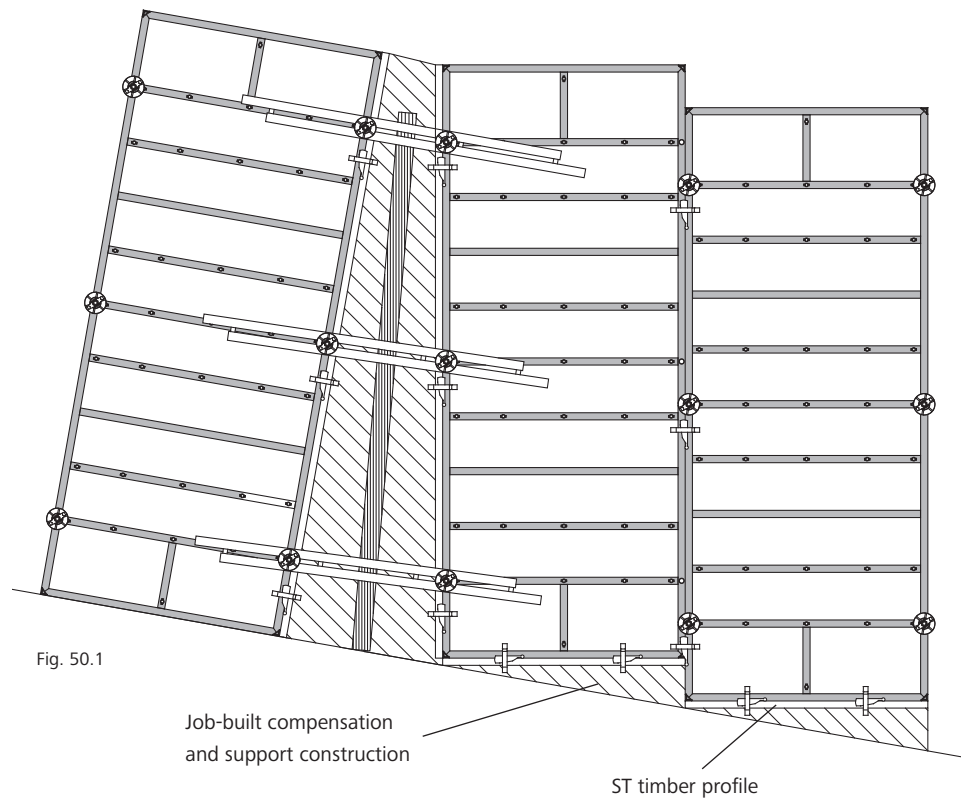 Fig. 50.1
Job-built compensation
and support construction
ST timber profile